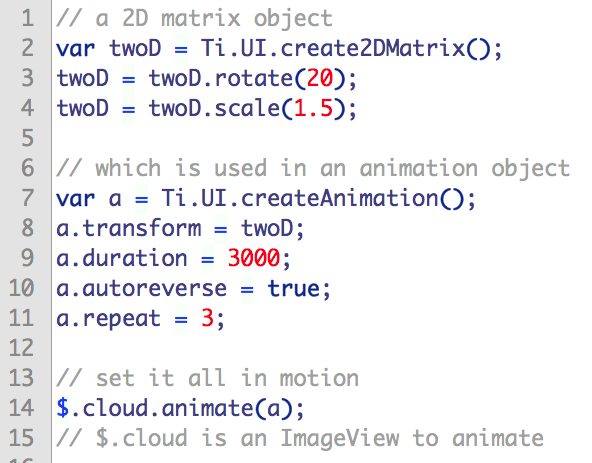 1 // a 2D matrix object
2 var twoD = Ti.UI.create2DMatrix();
3 twoD = twoD.rotate(20);
4 twoD = twoD.scale(1.5);
5
6 // which is used in an animation object
7 var a = Ti.UI.createAnimation();
8 a.transform = twoD;
9 a.duration = 3000;
10 a.autoreverse = true;
11 a.repeat = 3;
12
13 // set it all in motion
14 $.cloud.animate(a);
15 // $.cloud is an ImageView to animate